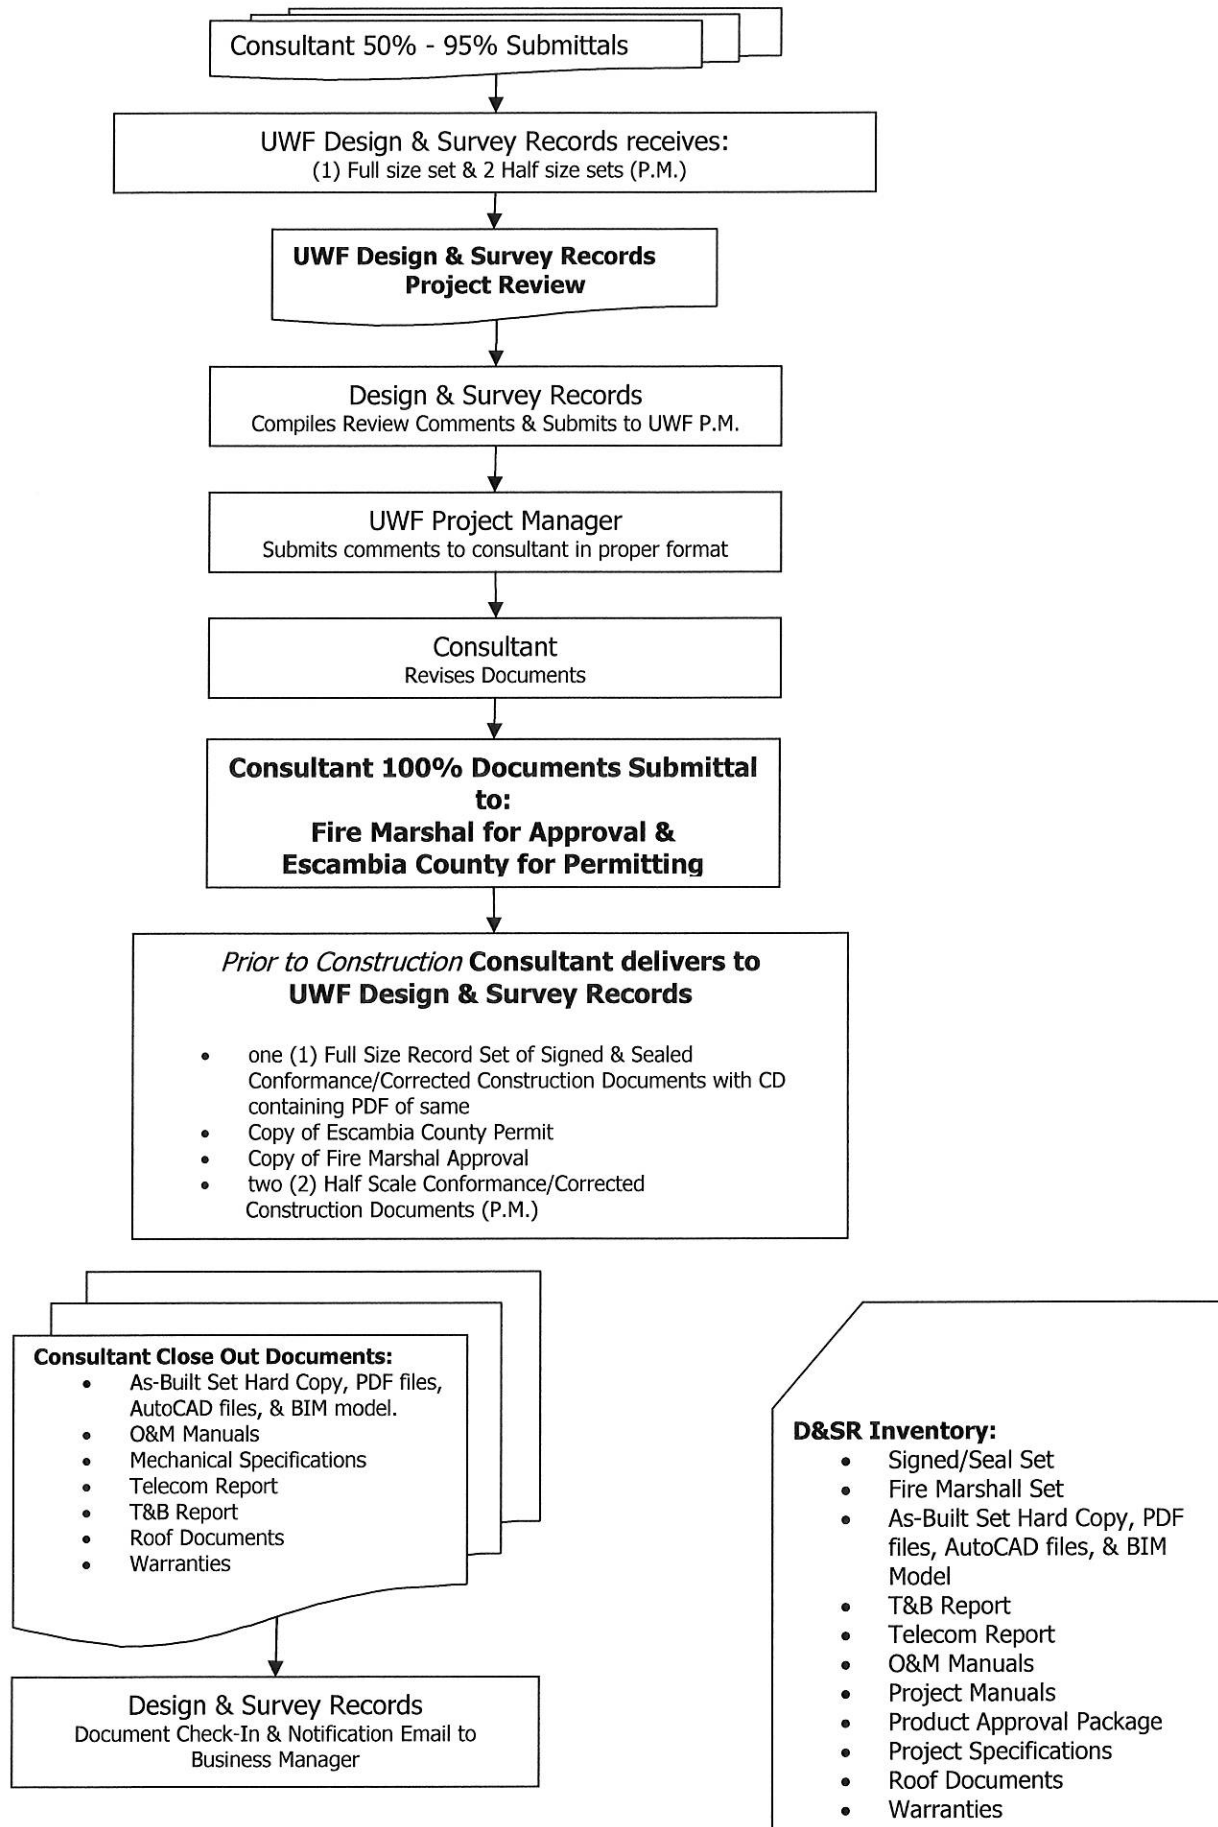 Consultant 50% - 95% Submittals
UWF Design & Survey Records receives:
(1) Full size set & 2 Half size sets (P.M.)
UWF Design & Survey Records
Project Review
Design & Survey Records
Compiles Review Comments & Submits to UWF P.M.
UWF Project Manager
Submits comments to consultant in proper format
Consultant
Revises Documents
Consultant 100% Documents Submittal
to:
Fire Marshal for Approval &
Escambia County for Permitting
Prior to Construction Consultant delivers to
UWF Design & Survey Records
• one (1) Full Size Record Set of Signed & Sealed
Conformance/Corrected Construction Documents with CD
containing PDF of same
• Copy of Escambia County Permit
• Copy of Fire Marshal Approval
• two (2) Half Scale Conformance/Corrected
Construction Documents (P.M.)
Consultant Close Out Documents:
• As-Built Set Hard Copy, PDF files,
AutoCAD files, & BIM model.
• O&M Manuals
• Mechanical Specifications
• Telecom Report
• T&B Report
• Roof Documents
• Warranties
Design & Survey Records
Document Check-In & Notification Email to
Business Manager
D&SR Inventory:
• Signed/Seal Set
• Fire Marshall Set
• As-Built Set Hard Copy, PDF
files, AutoCAD files, & BIM
Model
• T&B Report
• Telecom Report
• O&M Manuals
• Project Manuals
• Product Approval Package
• Project Specifications
• Roof Documents
• Warranties